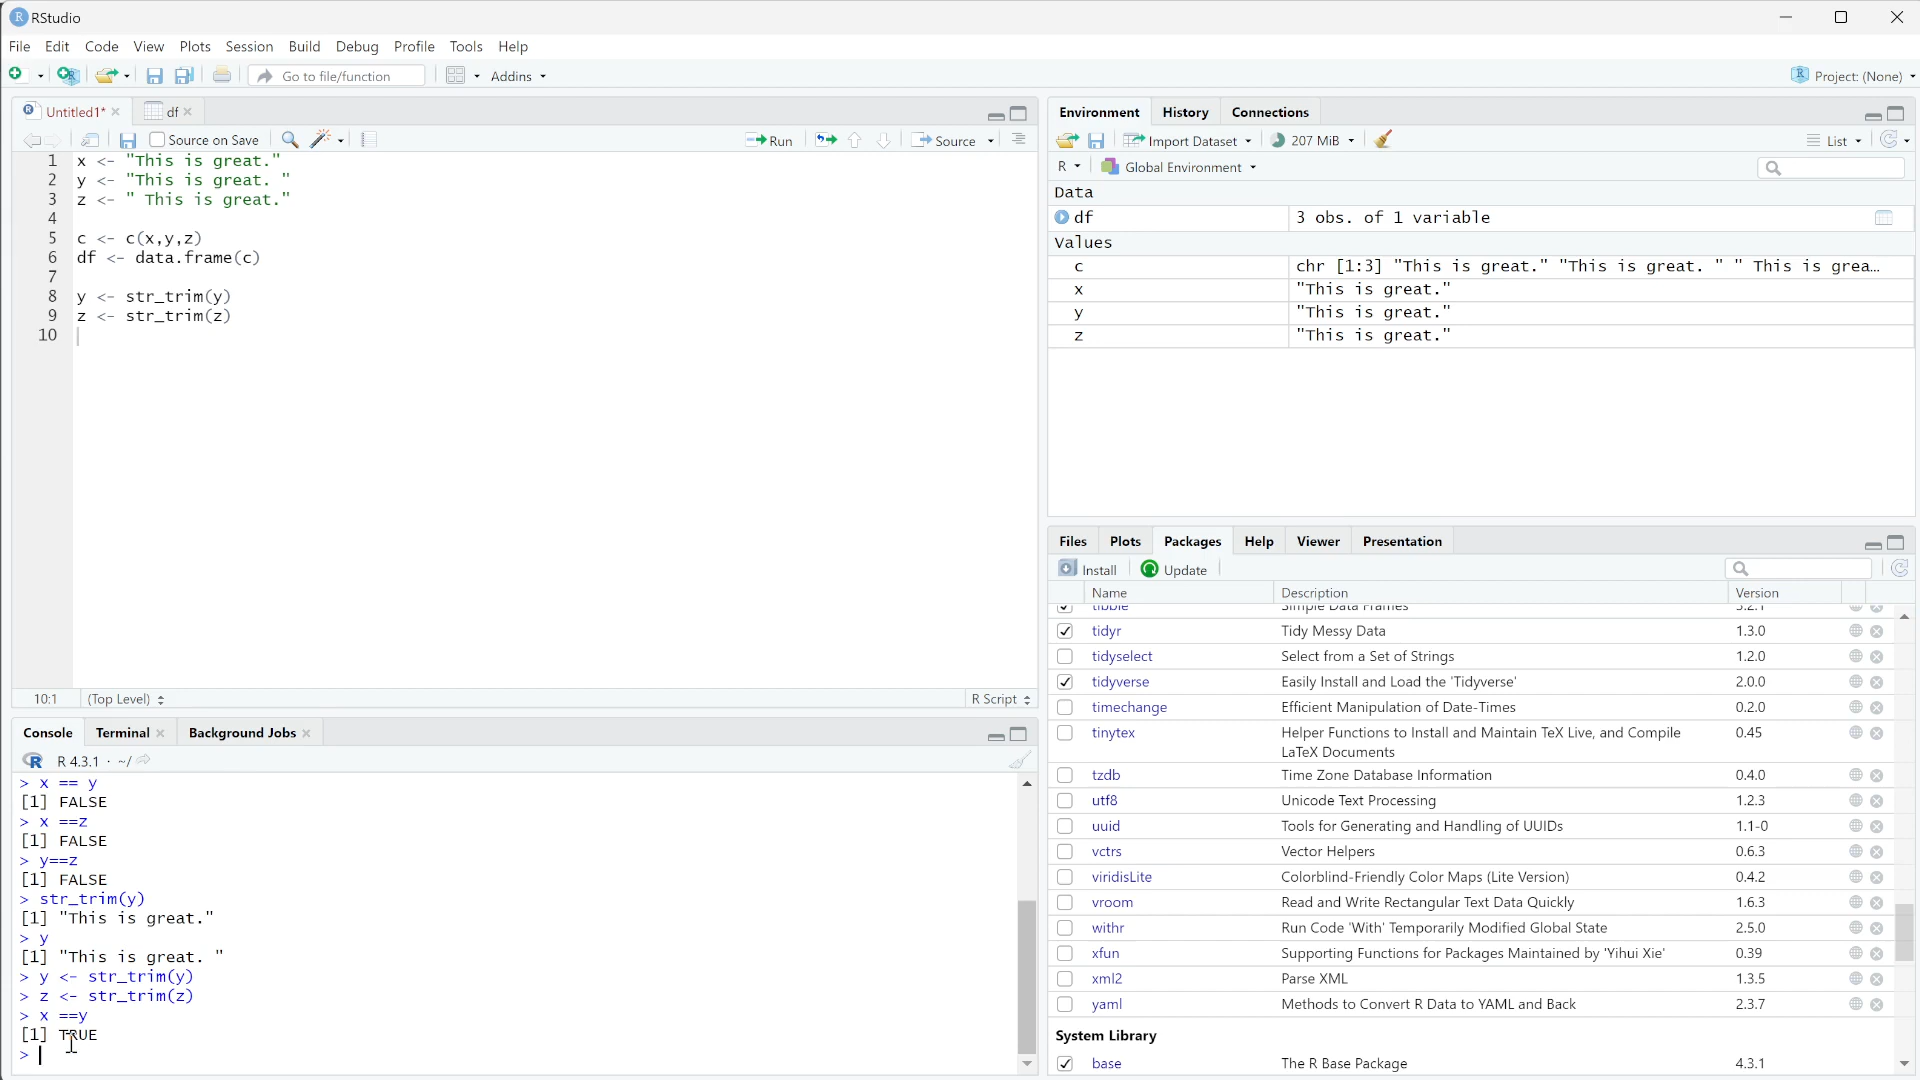 RStudio
File Edit Code View Plots Session Build Debug Profile Tools Help
Go to file/function Addins Project: (None)
Untitled1* df
Source on Save Run Source
1 x <- "This is great."
2 y <- "This is great. "
3 z <- " This is great."
4
5 c <- c(x,y,z)
6 df <- data.frame(c)
7
8 y <- str_trim(y)
9 z <- str_trim(z)
10
10:1 (Top Level) R Script
Console Terminal Background Jobs
R 4.3.1 · ~/
> x == y
[1] FALSE
> x ==z
[1] FALSE
> y==z
[1] FALSE
> str_trim(y)
[1] "This is great."
> y
[1] "This is great. "
> y <- str_trim(y)
> z <- str_trim(z)
> x ==y
[1] TRUE
>
Environment History Connections
Import Dataset 207 MiB List
R Global Environment
Data
df 3 obs. of 1 variable
Values
c chr [1:3] "This is great." "This is great. " " This is grea…
x "This is great."
y "This is great."
z "This is great."
Files Plots Packages Help Viewer Presentation
Install Update
Name Description Version
tibble Simple Data Frames 3.2.1
tidyr Tidy Messy Data 1.3.0
tidyselect Select from a Set of Strings 1.2.0
tidyverse Easily Install and Load the 'Tidyverse' 2.0.0
timechange Efficient Manipulation of Date-Times 0.2.0
tinytex Helper Functions to Install and Maintain TeX Live, and Compile 0.45
LaTeX Documents
tzdb Time Zone Database Information 0.4.0
utf8 Unicode Text Processing 1.2.3
uuid Tools for Generating and Handling of UUIDs 1.1-0
vctrs Vector Helpers 0.6.3
viridisLite Colorblind-Friendly Color Maps (Lite Version) 0.4.2
vroom Read and Write Rectangular Text Data Quickly 1.6.3
withr Run Code 'With' Temporarily Modified Global State 2.5.0
xfun Supporting Functions for Packages Maintained by 'Yihui Xie' 0.39
xml2 Parse XML 1.3.5
yaml Methods to Convert R Data to YAML and Back 2.3.7
System Library
base The R Base Package 4.3.1